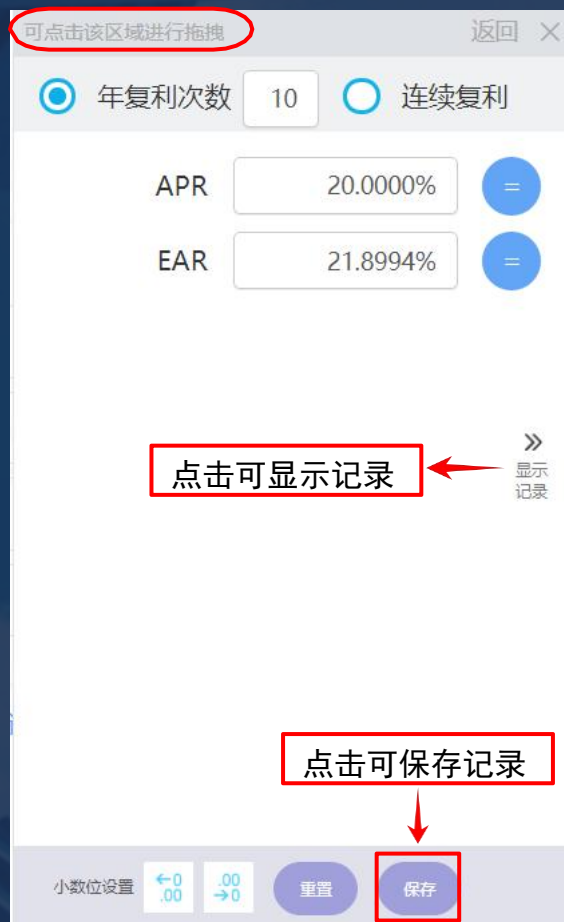 可点击该区域进行拖拽 返回 ×
年复利次数 10 连续复利
APR 20.0000% =
EAR 21.8994% =
点击可显示记录
显示
记录
点击可保存记录
小数位设置 ←0 .00 .00 →0 重置 保存